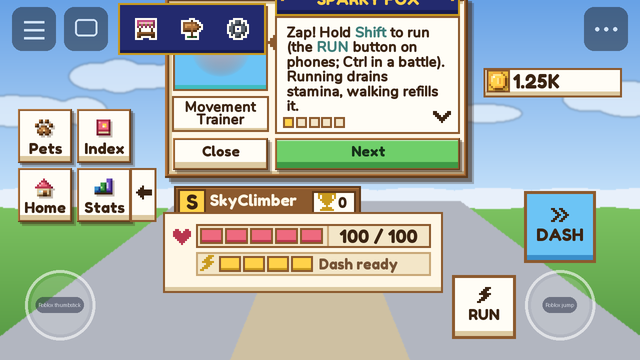 SPARKY FOX
Zap! Hold Shift to run
(the RUN button on
phones; Ctrl in a battle).
Running drains
stamina, walking refills
it.
Movement
Trainer
Close
Next
1.25K
Pets
Index
Home
Stats
S
SkyClimber
0
100 / 100
Dash ready
DASH
RUN
Roblox thumbstick
Roblox jump